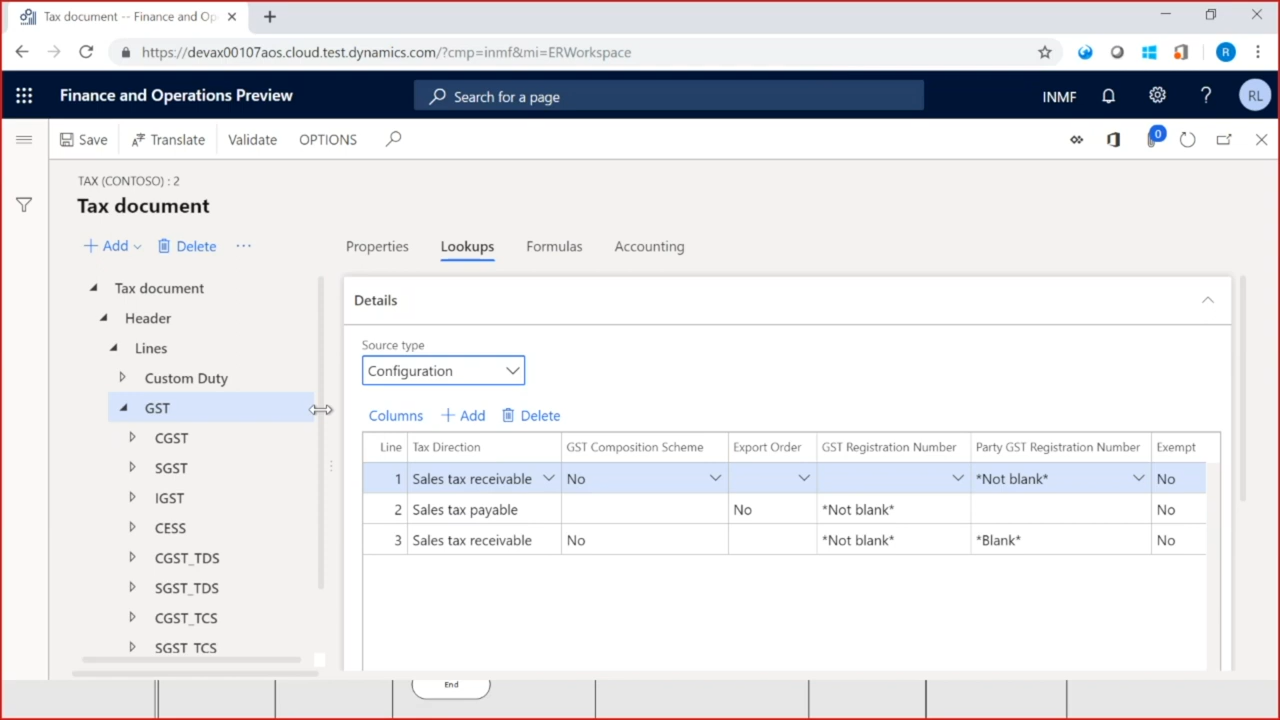 Tax document -- Finance and Op
https://devax00107aos.cloud.test.dynamics.com/?cmp=inmf&mi=ERWorkspace
R
Finance and Operations Preview
Search for a page
INMF
?
RL
Save
Translate
Validate
OPTIONS
0
TAX (CONTOSO) : 2
Tax document
+ Add
Delete
...
Properties
Lookups
Formulas
Accounting
Tax document
Header
Lines
Custom Duty
GST
CGST
SGST
IGST
CESS
CGST_TDS
SGST_TDS
CGST_TCS
SGST_TCS
Details
Source type
Configuration
Columns + Add Delete
Line Tax Direction GST Composition Scheme Export Order GST Registration Number Party GST Registration Number Exempt
1 Sales tax receivable No *Not blank* No
2 Sales tax payable No *Not blank* No
3 Sales tax receivable No *Not blank* *Blank* No
End